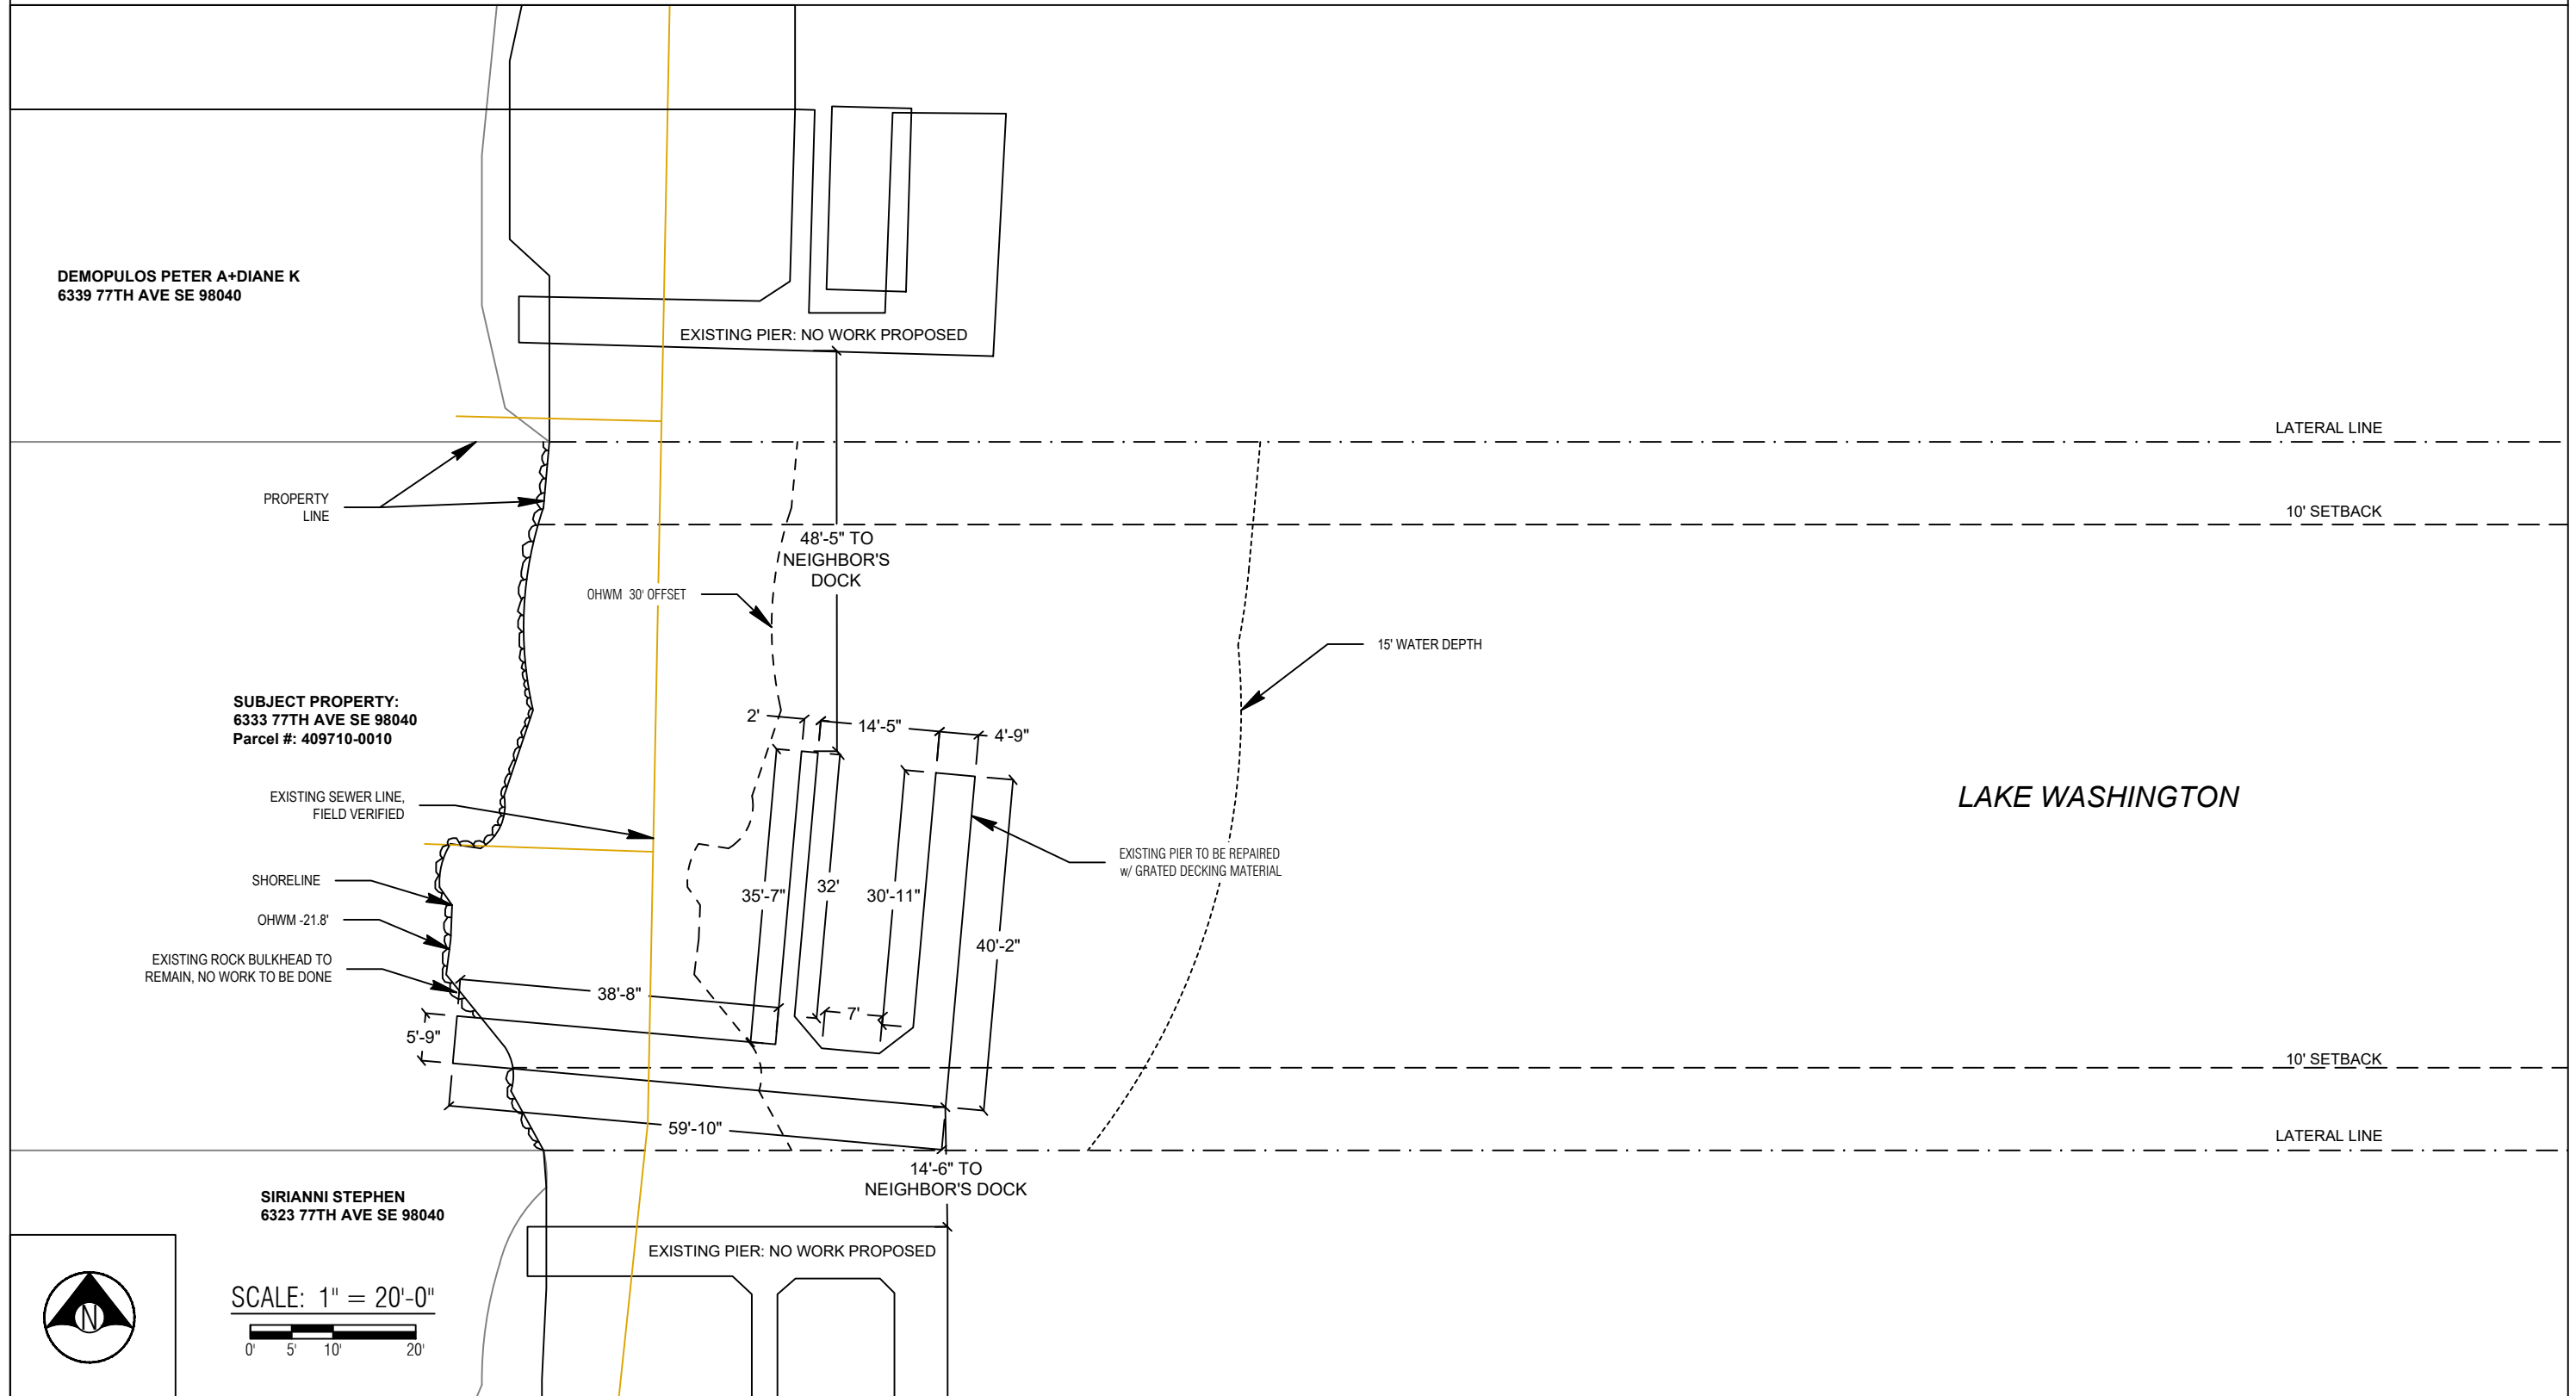 DEMOPULOS PETER A+DIANE K
6339 77TH AVE SE 98040
EXISTING PIER: NO WORK PROPOSED
LATERAL LINE
PROPERTY
LINE
10' SETBACK
48'-5" TO
NEIGHBOR'S
DOCK
OHWM 30' OFFSET
15' WATER DEPTH
SUBJECT PROPERTY:
6333 77TH AVE SE 98040
Parcel #: 409710-0010
2'
14'-5"
4'-9"
EXISTING SEWER LINE,
FIELD VERIFIED
LAKE WASHINGTON
EXISTING PIER TO BE REPAIRED
w/ GRATED DECKING MATERIAL
SHORELINE
35'-7"
32'
30'-11"
OHWM -21.8'
40'-2"
EXISTING ROCK BULKHEAD TO
REMAIN, NO WORK TO BE DONE
38'-8"
7'
5'-9"
10' SETBACK
59'-10"
LATERAL LINE
14'-6" TO
NEIGHBOR'S DOCK
SIRIANNI STEPHEN
6323 77TH AVE SE 98040
EXISTING PIER: NO WORK PROPOSED
N
SCALE: 1" = 20'-0"
0' 5' 10' 20'